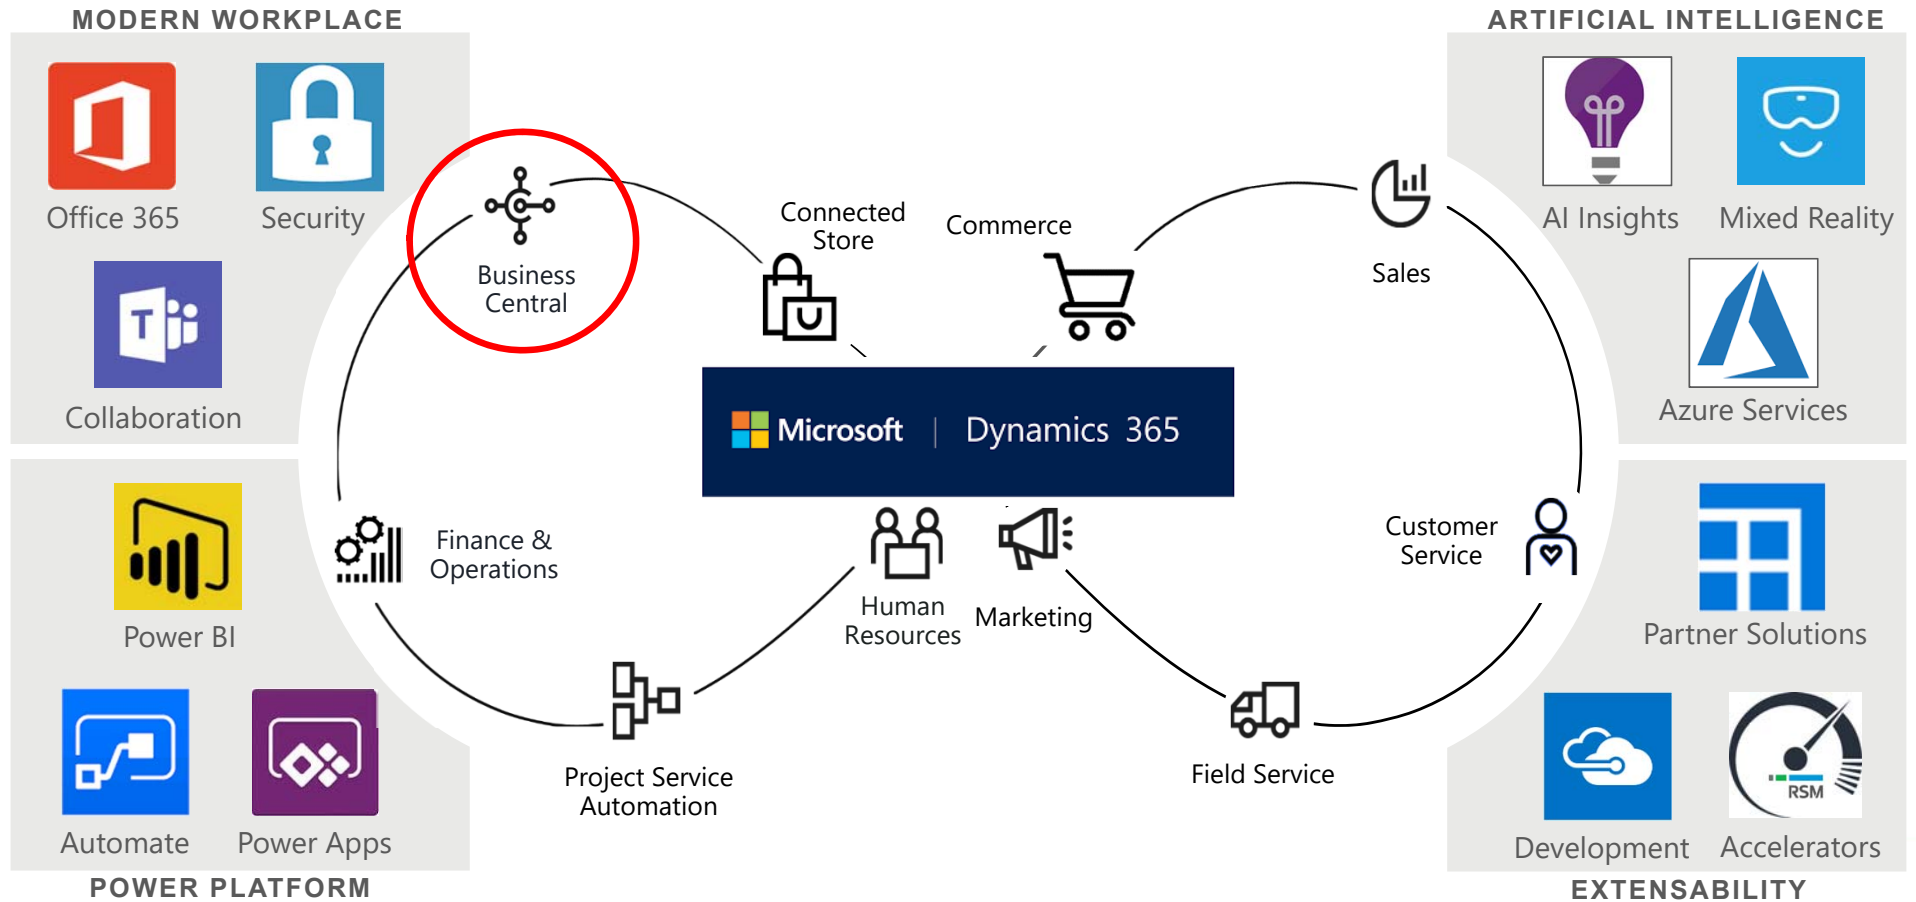 MODERN WORKPLACE
ARTIFICIAL INTELLIGENCE
Office 365
Security
T
Collaboration
AI Insights
Mixed Reality
Azure Services
Business
Central
Connected
Store
Commerce
Sales
Microsoft | Dynamics 365
Finance &
Operations
Human
Resources
Marketing
Customer
Service
Project Service
Automation
Field Service
Power BI
Automate
Power Apps
POWER PLATFORM
Partner Solutions
Development
RSM
Accelerators
EXTENSABILITY